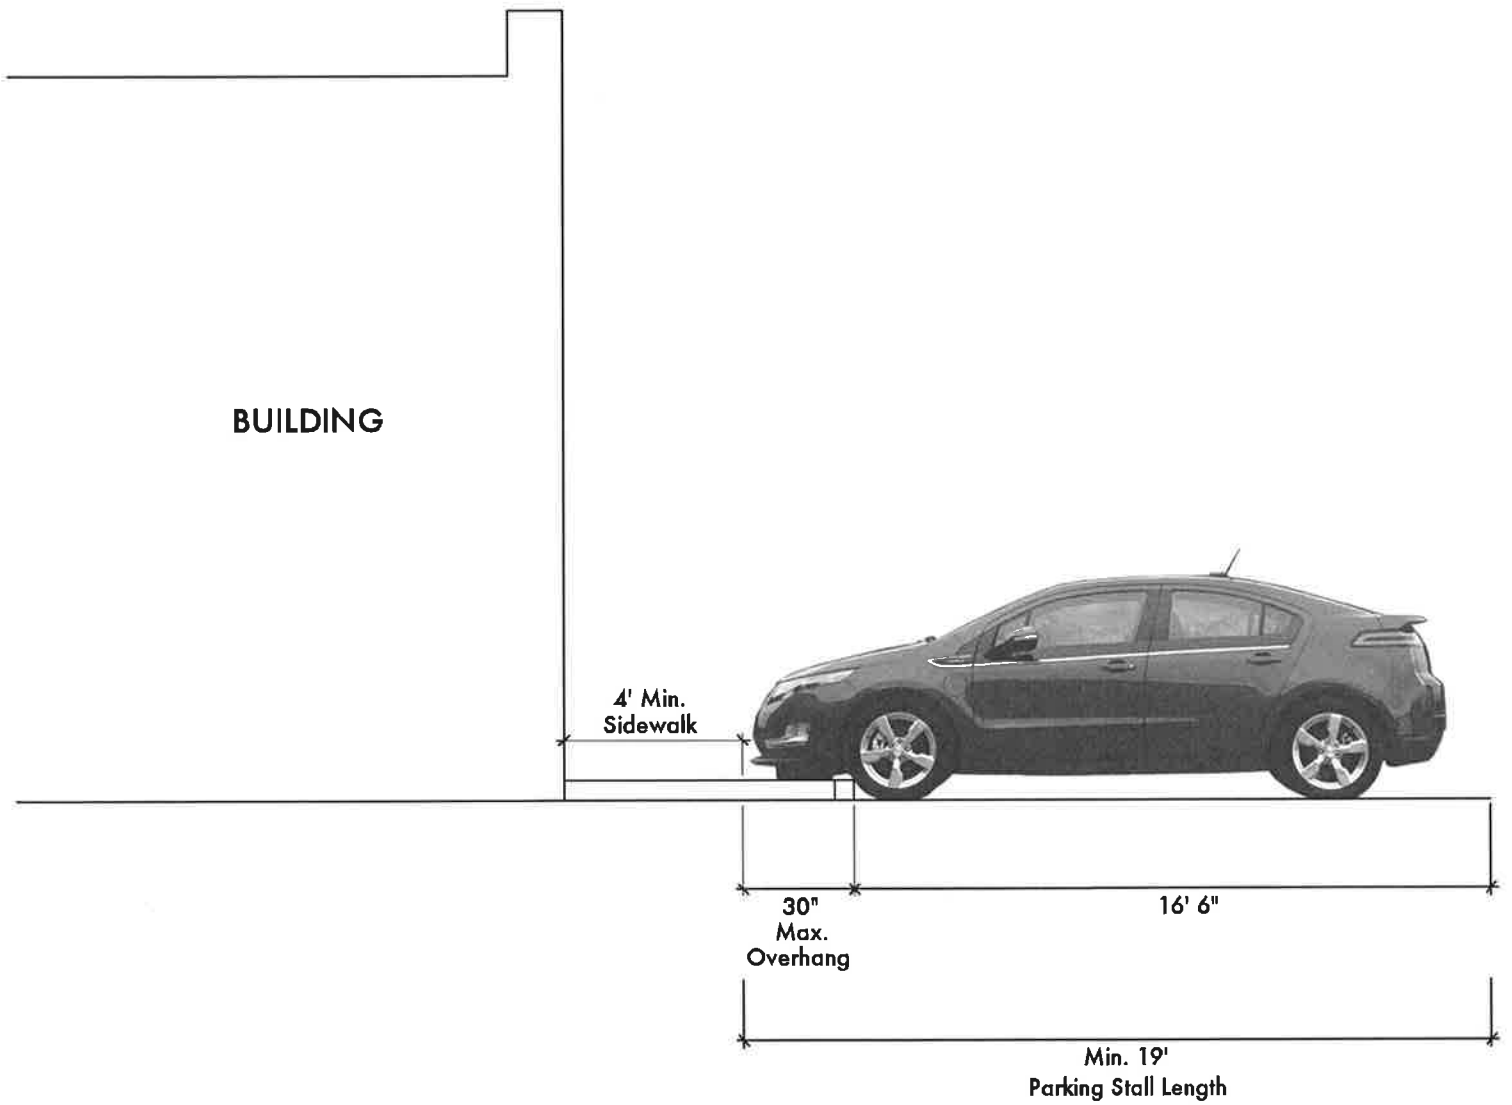 BUILDING
4' Min.
Sidewalk
30"
Max.
Overhang
16' 6"
Min. 19'
Parking Stall Length